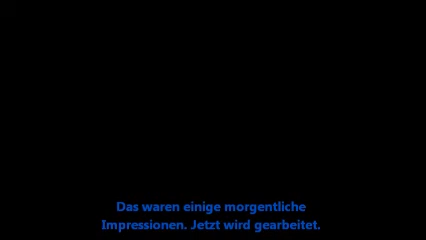 Das waren einige morgentliche
Impressionen. Jetzt wird gearbeitet.